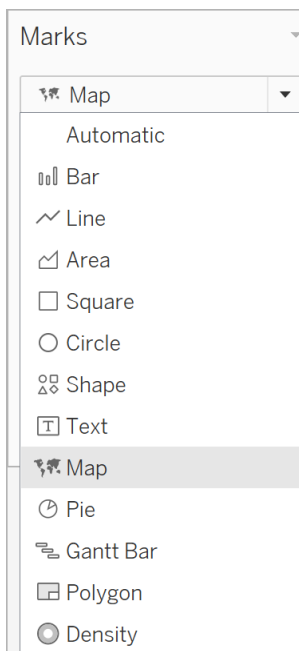 Marks
Map
Automatic
Bar
Line
Area
Square
Circle
Shape
Text
Map
Pie
Gantt Bar
Polygon
Density